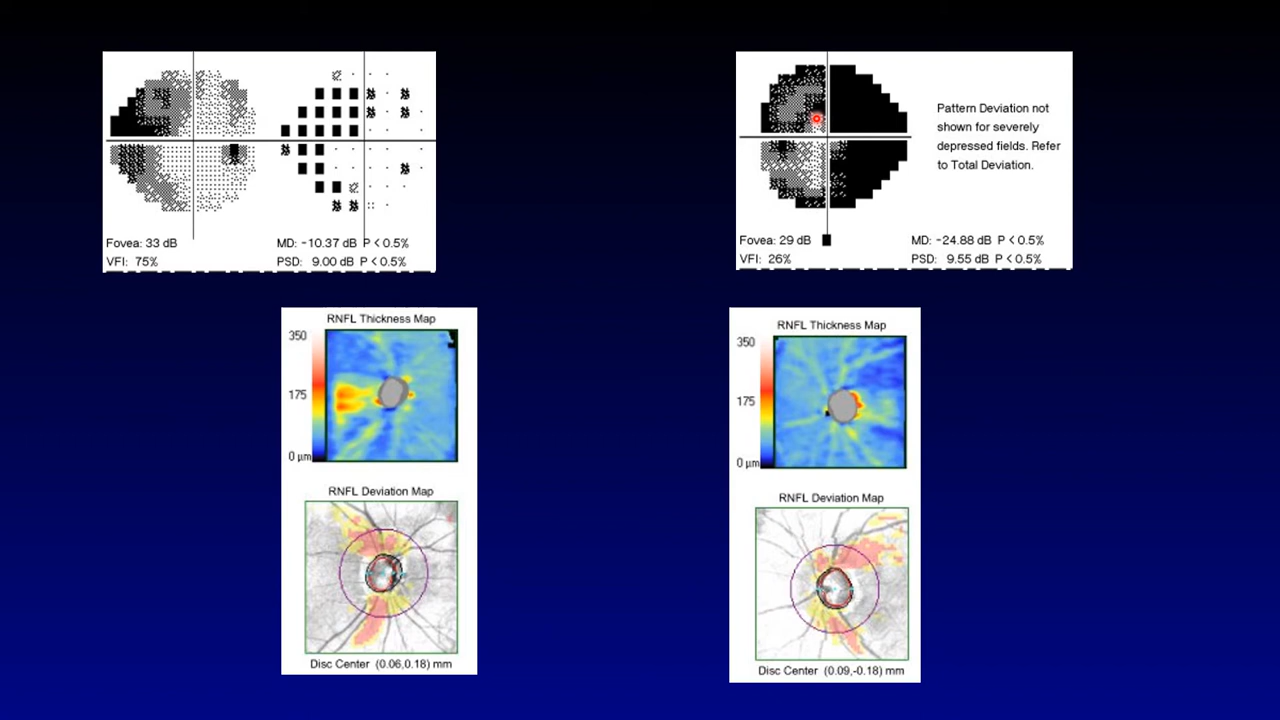 Fovea: 33 dB
VFI: 75%
MD: -10.37 dB P < 0.5%
PSD: 9.00 dB P < 0.5%
Pattern Deviation not
shown for severely
depressed fields. Refer
to Total Deviation.
Fovea: 29 dB
VFI: 26%
MD: -24.88 dB P < 0.5%
PSD: 9.55 dB P < 0.5%
RNFL Thickness Map
350
175
0 µm
RNFL Deviation Map
Disc Center (0.06,0.18) mm
RNFL Thickness Map
350
175
0 µm
RNFL Deviation Map
Disc Center (0.09,-0.18) mm